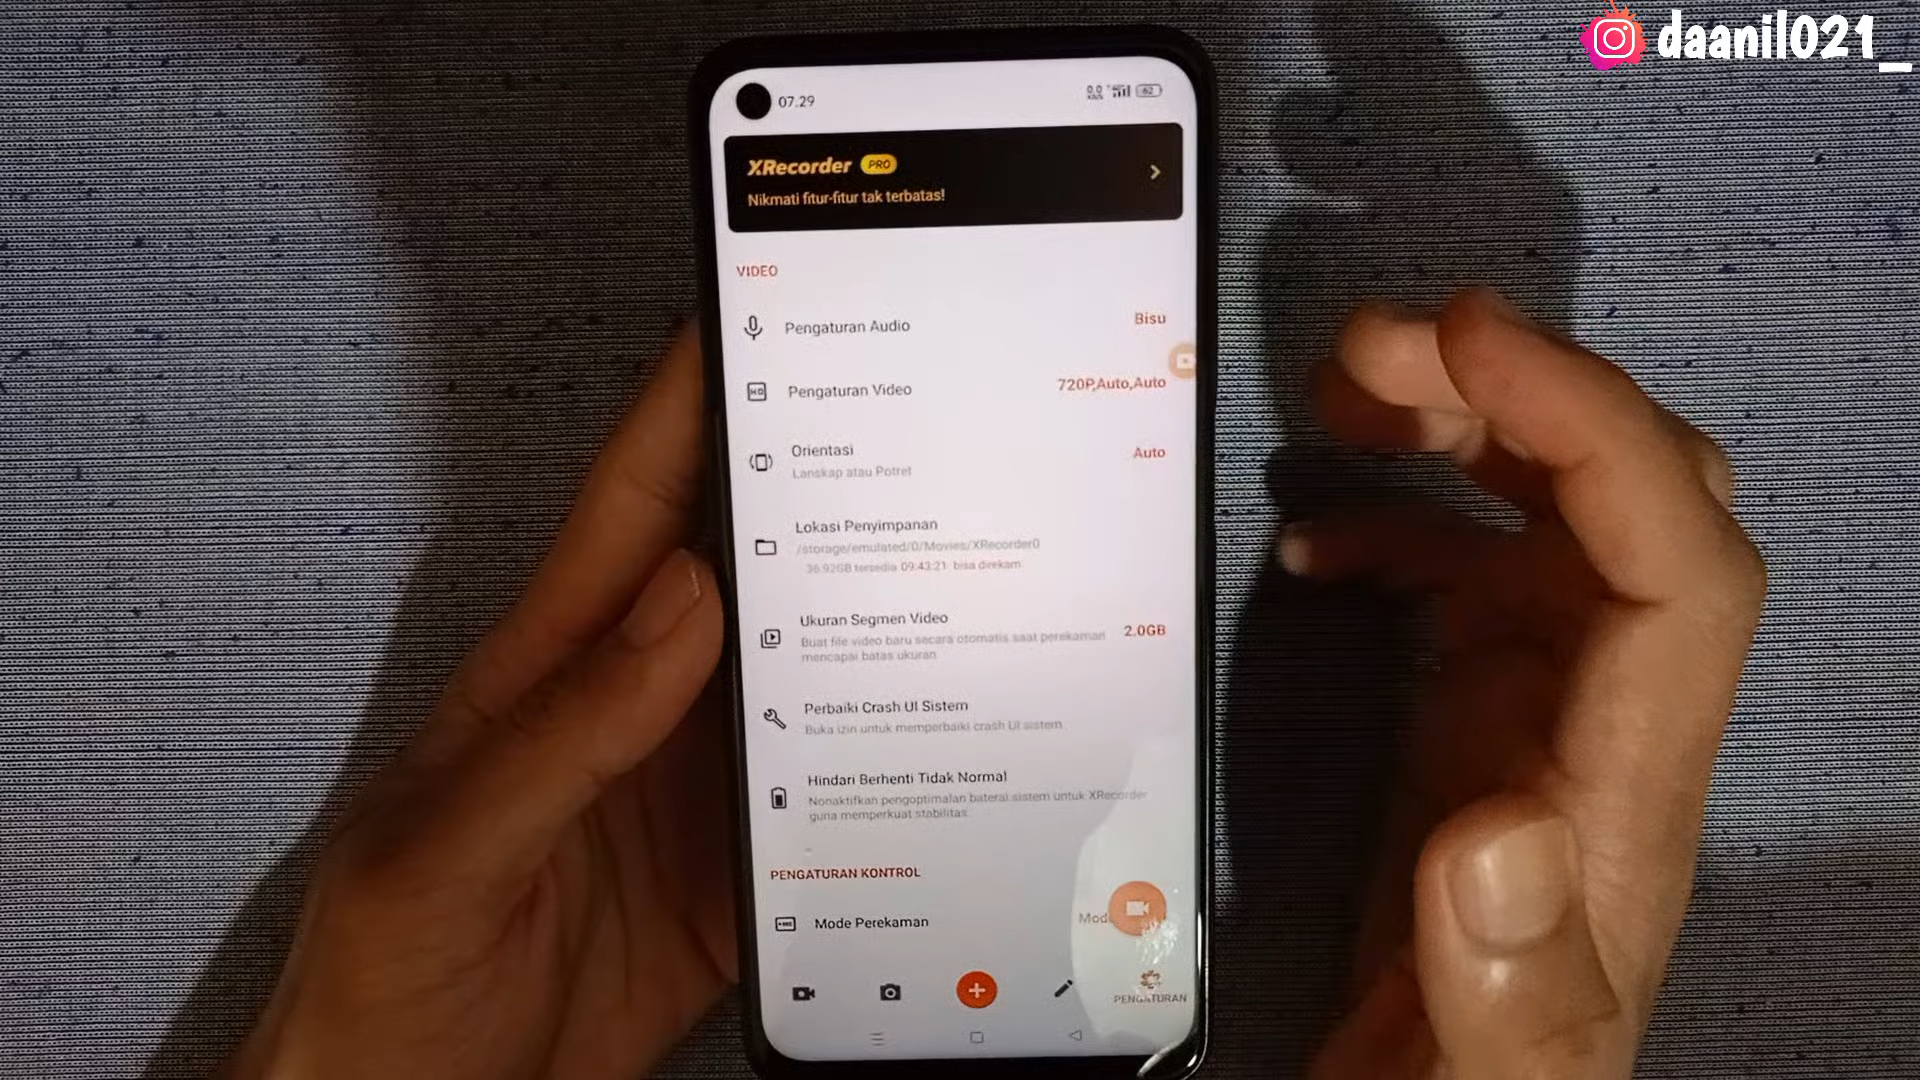 daanil021_
07.29
62
XRecorder PRO
Nikmati fitur-fitur tak terbatas!
VIDEO
Pengaturan Audio
Bisu
Pengaturan Video
720P,Auto,Auto
Orientasi
Lanskap atau Potret
Auto
Lokasi Penyimpanan
/storage/emulated/0/Movies/XRecorder0
36.92GB tersedia 09:43:21 bisa direkam
Ukuran Segmen Video
Buat file video baru secara otomatis saat perekaman
mencapai batas ukuran
2.0GB
Perbaiki Crash UI Sistem
Buka izin untuk memperbaiki crash UI sistem
Hindari Berhenti Tidak Normal
Nonaktifkan pengoptimalan baterai sistem untuk XRecorder
guna memperkuat stabilitas.
PENGATURAN KONTROL
Mode Perekaman
PENGATURAN